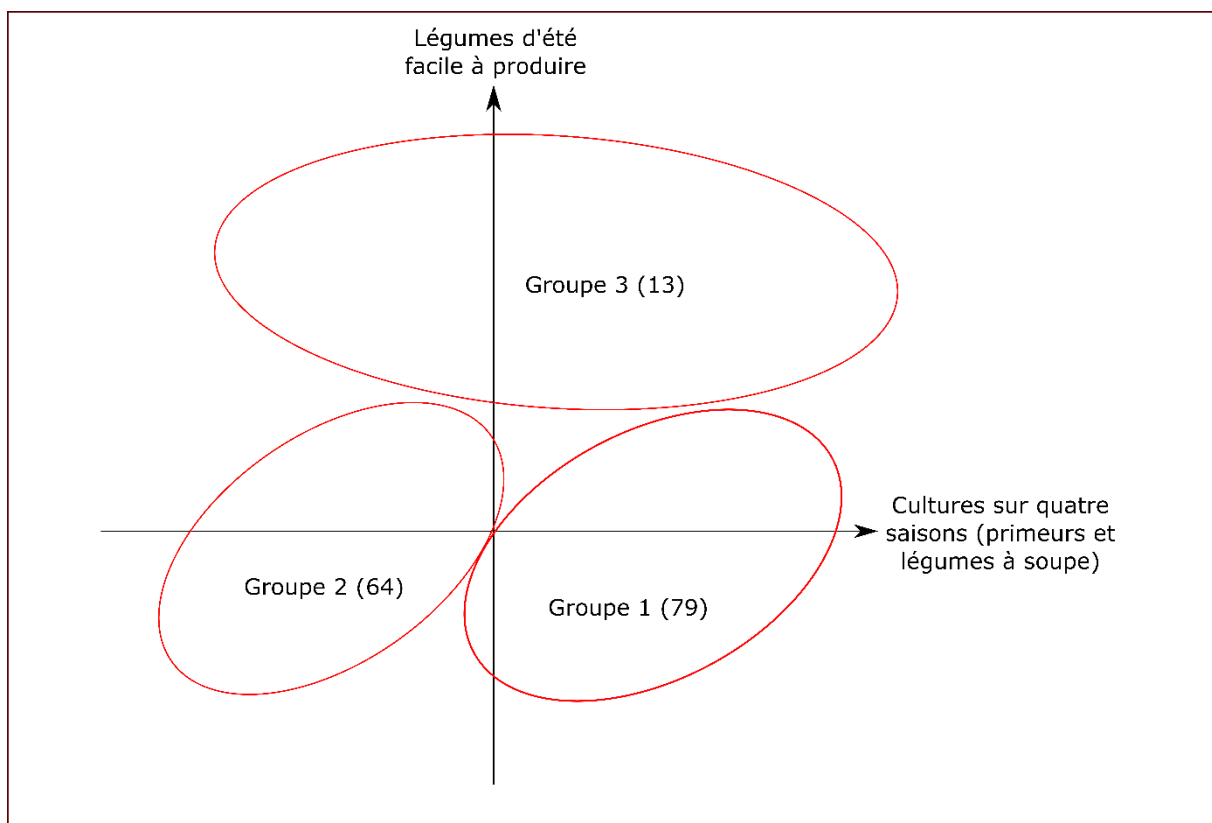 Légumes d'été
facile à produire
Groupe 3 (13)
Cultures sur quatre
saisons (primeurs et
légumes à soupe)
Groupe 2 (64)
Groupe 1 (79)